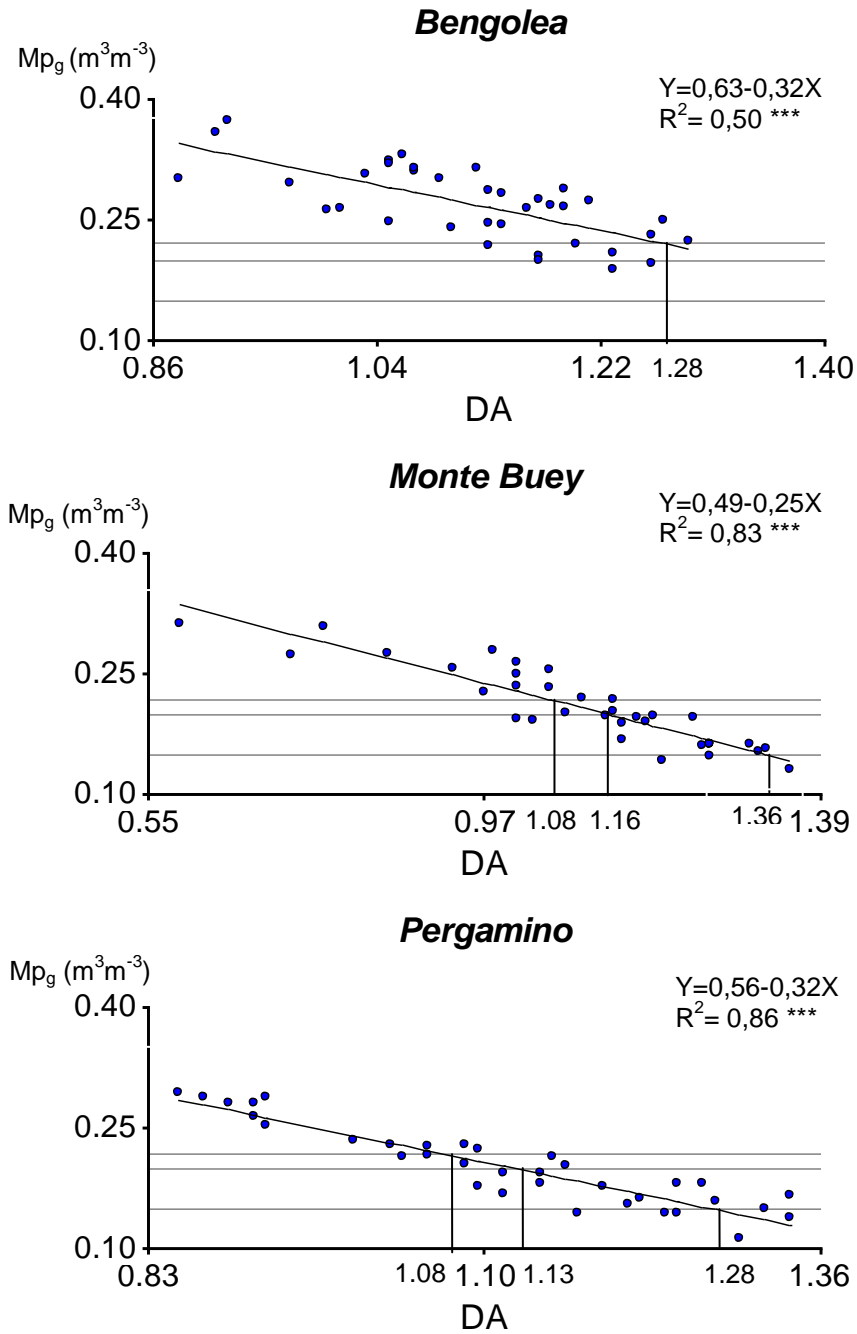 Bengolea
Mpg (m³m⁻³)
Y=0,63-0,32X
R²= 0,50 ***
0.40
0.25
0.10
0.86 1.04 1.22 1.28 1.40
DA
Monte Buey
Mpg (m³m⁻³)
Y=0,49-0,25X
R²= 0,83 ***
0.40
0.25
0.10
0.55 0.97 1.08 1.16 1.36 1.39
DA
Pergamino
Mpg (m³m⁻³)
Y=0,56-0,32X
R²= 0,86 ***
0.40
0.25
0.10
0.83 1.08 1.10 1.13 1.28 1.36
DA